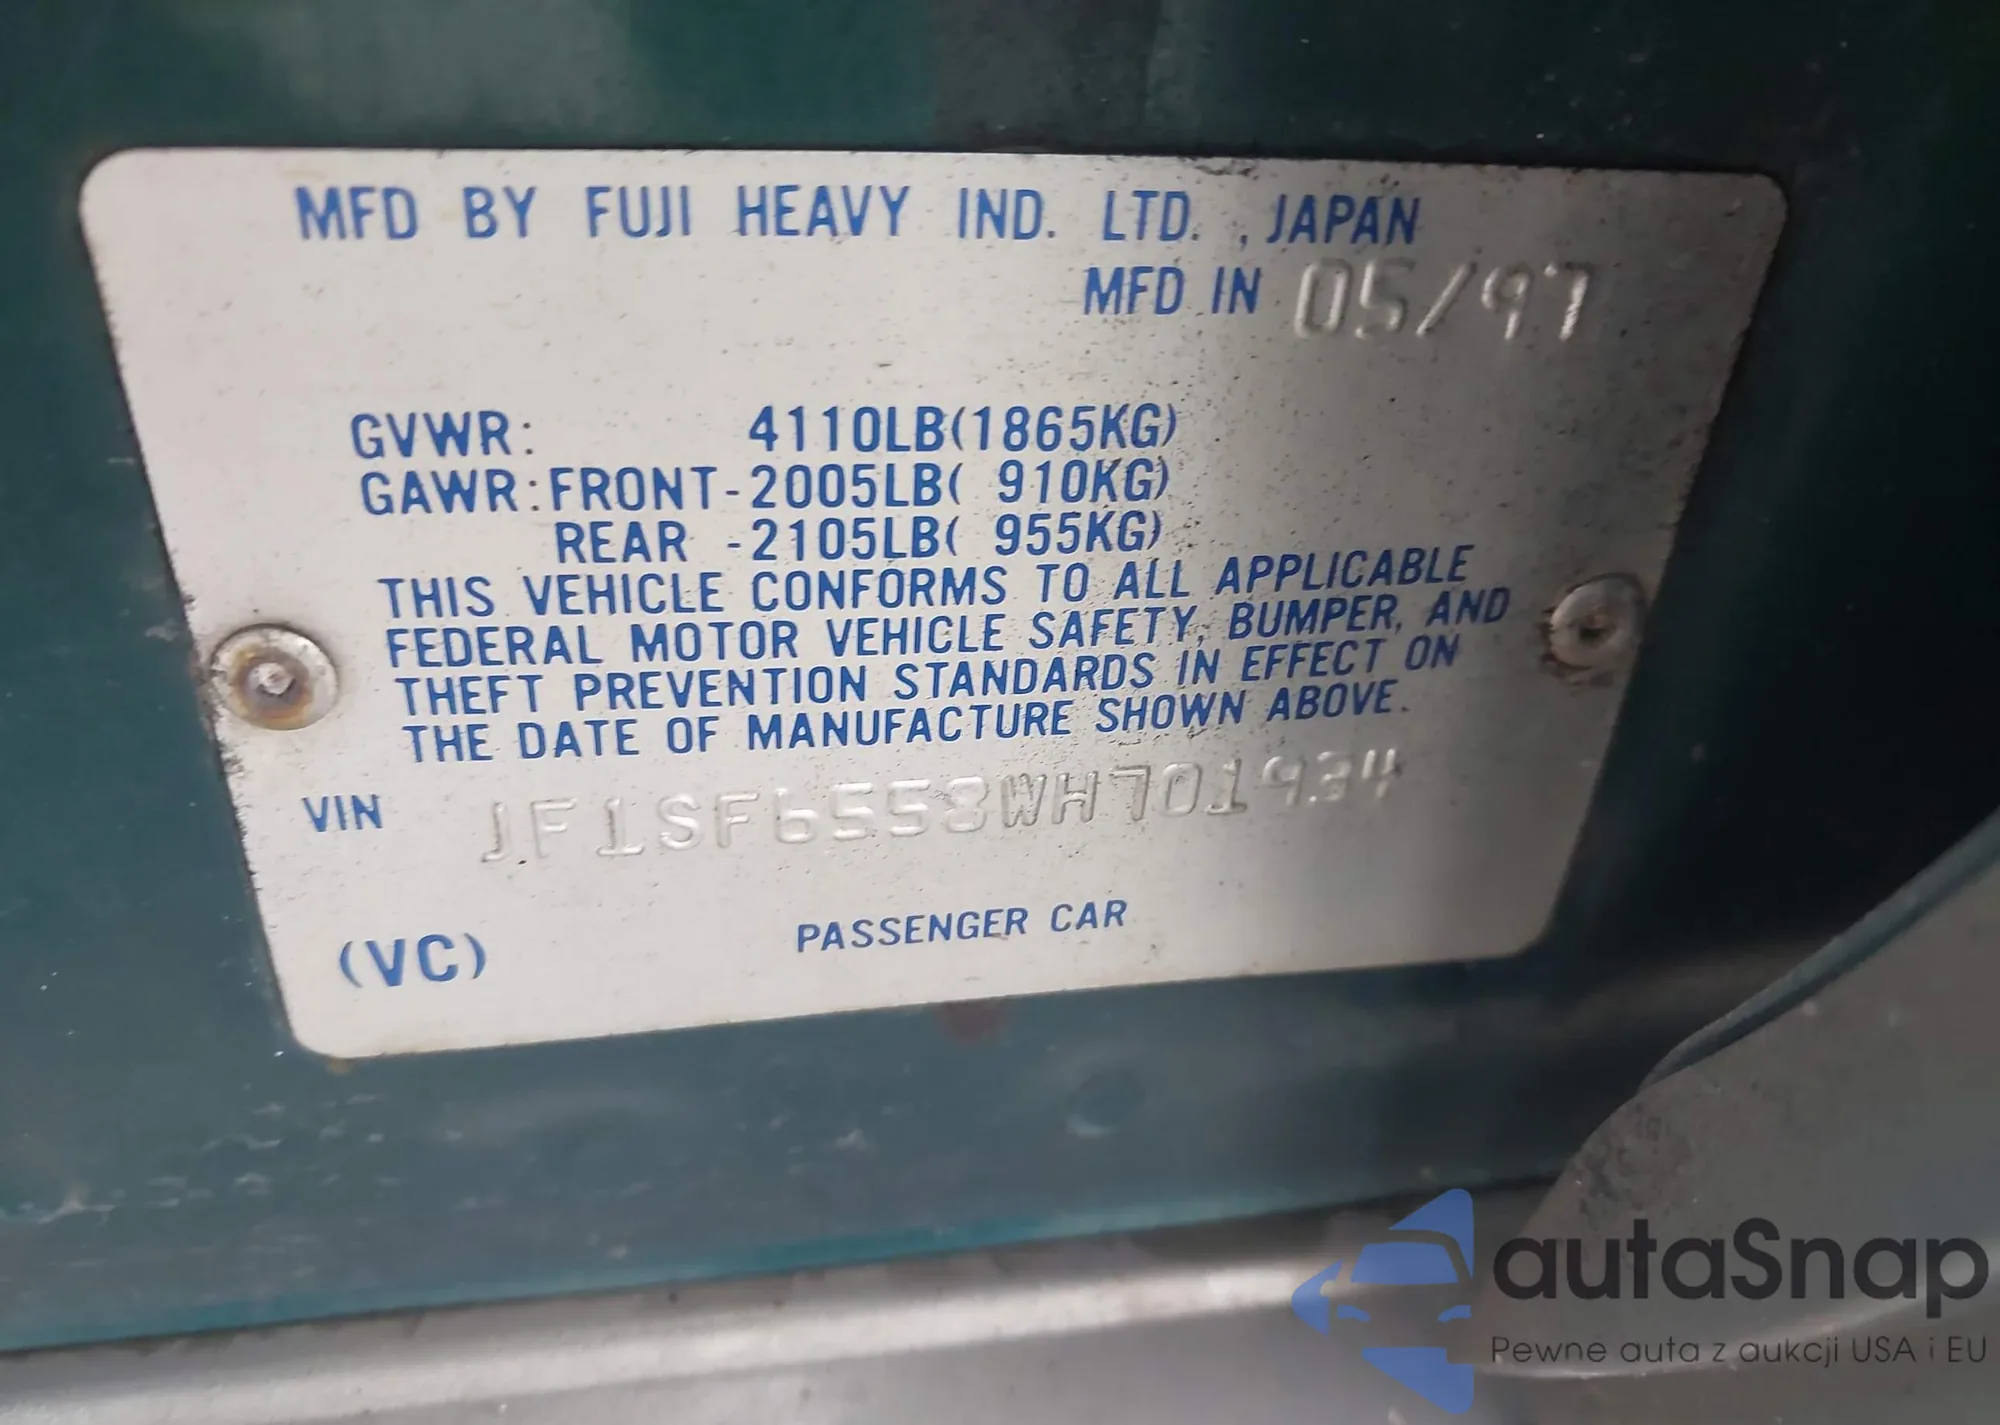 MFD BY FUJI HEAVY IND. LTD. , JAPAN
MFD IN 05/97
GVWR: 4110LB(1865KG)
GAWR:FRONT-2005LB( 910KG)
REAR -2105LB( 955KG)
THIS VEHICLE CONFORMS TO ALL APPLICABLE
FEDERAL MOTOR VEHICLE SAFETY, BUMPER, AND
THEFT PREVENTION STANDARDS IN EFFECT ON
THE DATE OF MANUFACTURE SHOWN ABOVE.
VIN JF1SF6558WH701934
(VC) PASSENGER CAR
autaSnap
Pewne auta z aukcji USA i EU